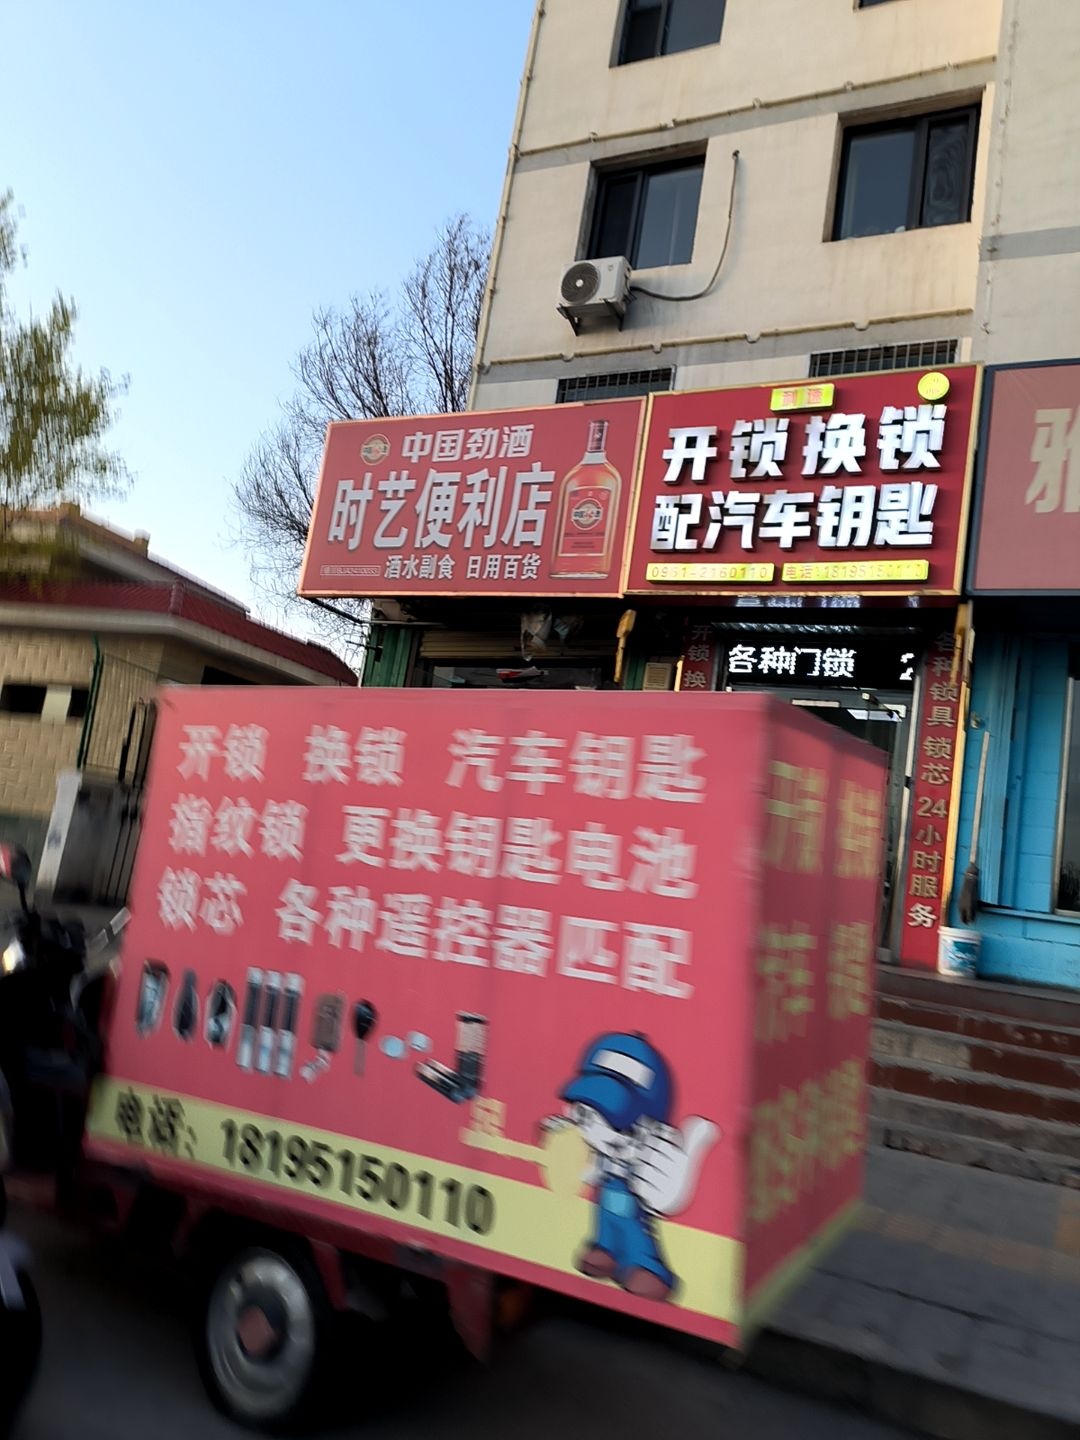 中国劲酒
时艺便利店
酒水副食 日用百货
利通
开锁换锁
配汽车钥匙
0951-2160110
电话:18195150110
雅
各种门锁
开锁换
各种锁具 锁芯 24小时服务
开锁 换锁 汽车钥匙
指纹锁 更换钥匙电池
锁芯 各种遥控器匹配
电话：18195150110